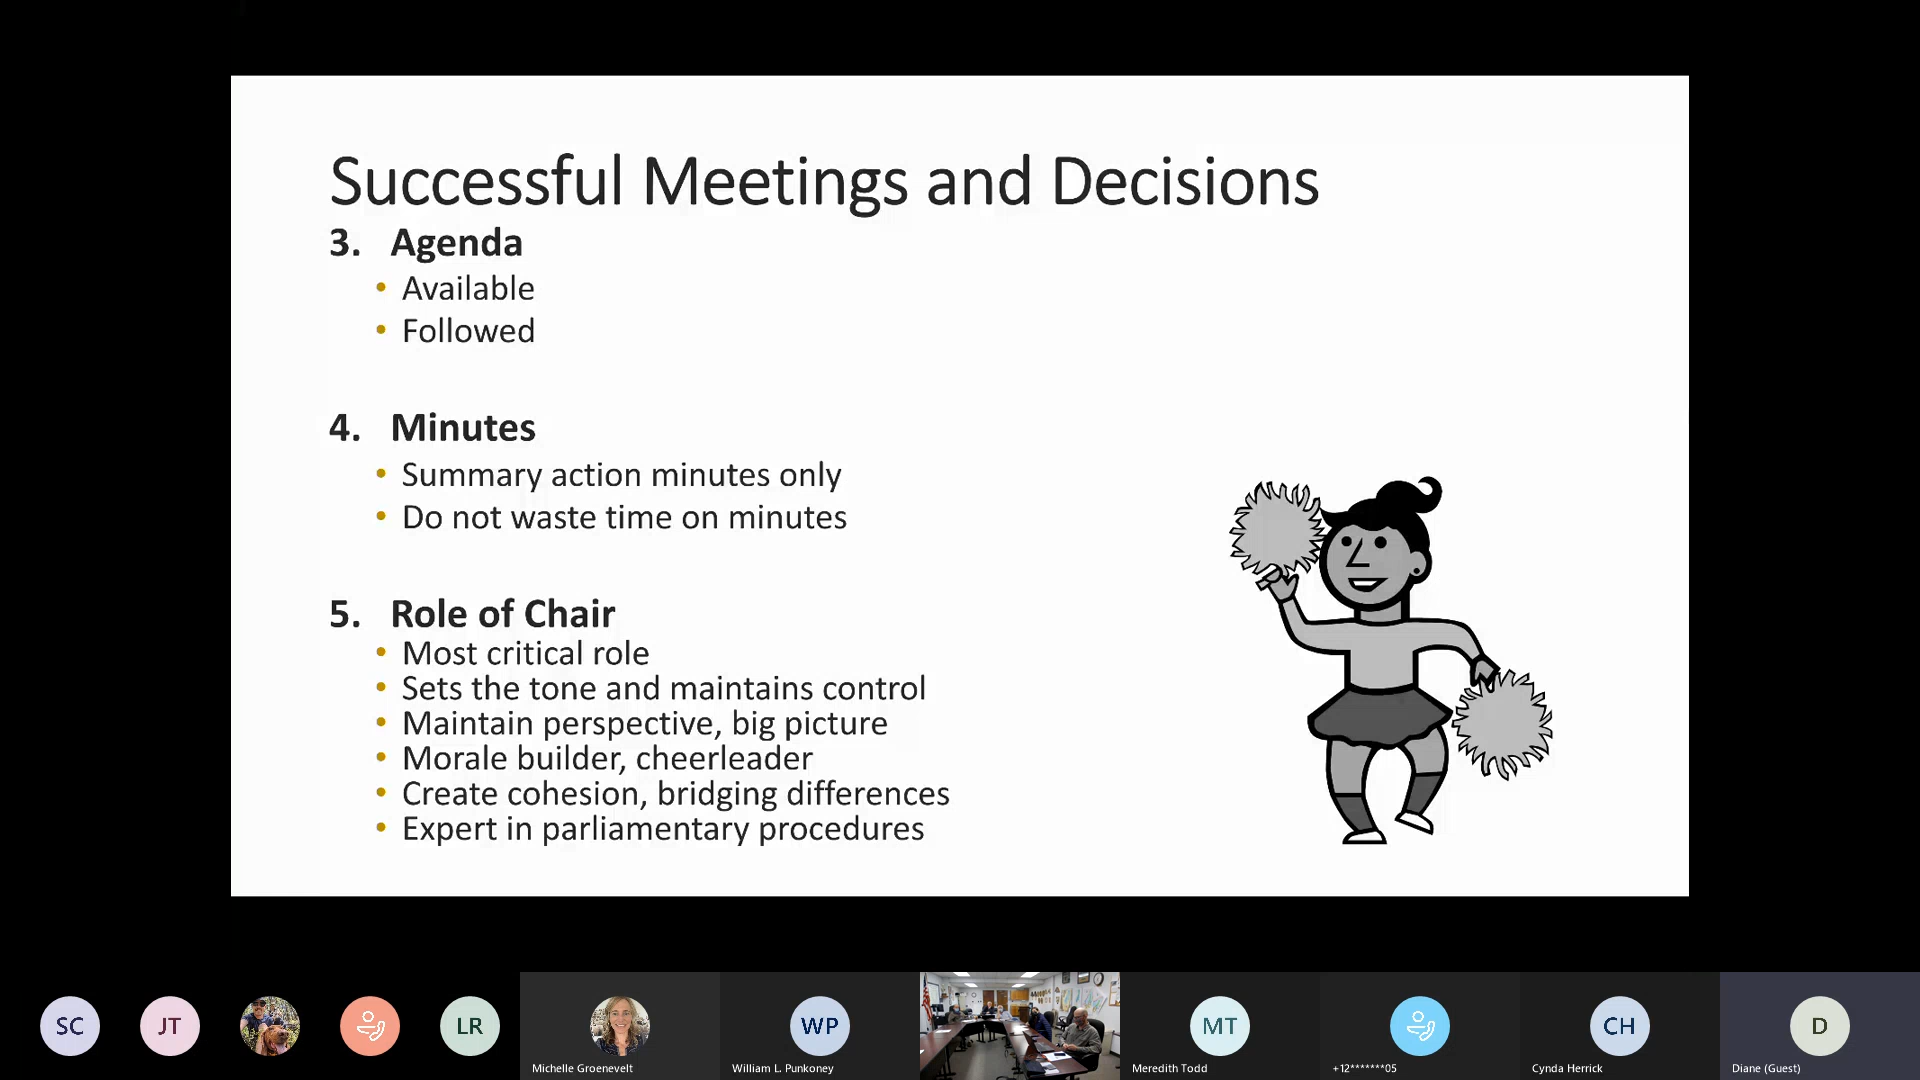 Successful Meetings and Decisions
3. Agenda
• Available
• Followed
4. Minutes
• Summary action minutes only
• Do not waste time on minutes
5. Role of Chair
• Most critical role
• Sets the tone and maintains control
• Maintain perspective, big picture
• Morale builder, cheerleader
• Create cohesion, bridging differences
• Expert in parliamentary procedures
SC
JT
LR
Michelle Groenevelt
WP
William L. Punkoney
MT
Meredith Todd
+12*******05
CH
Cynda Herrick
D
Diane (Guest)